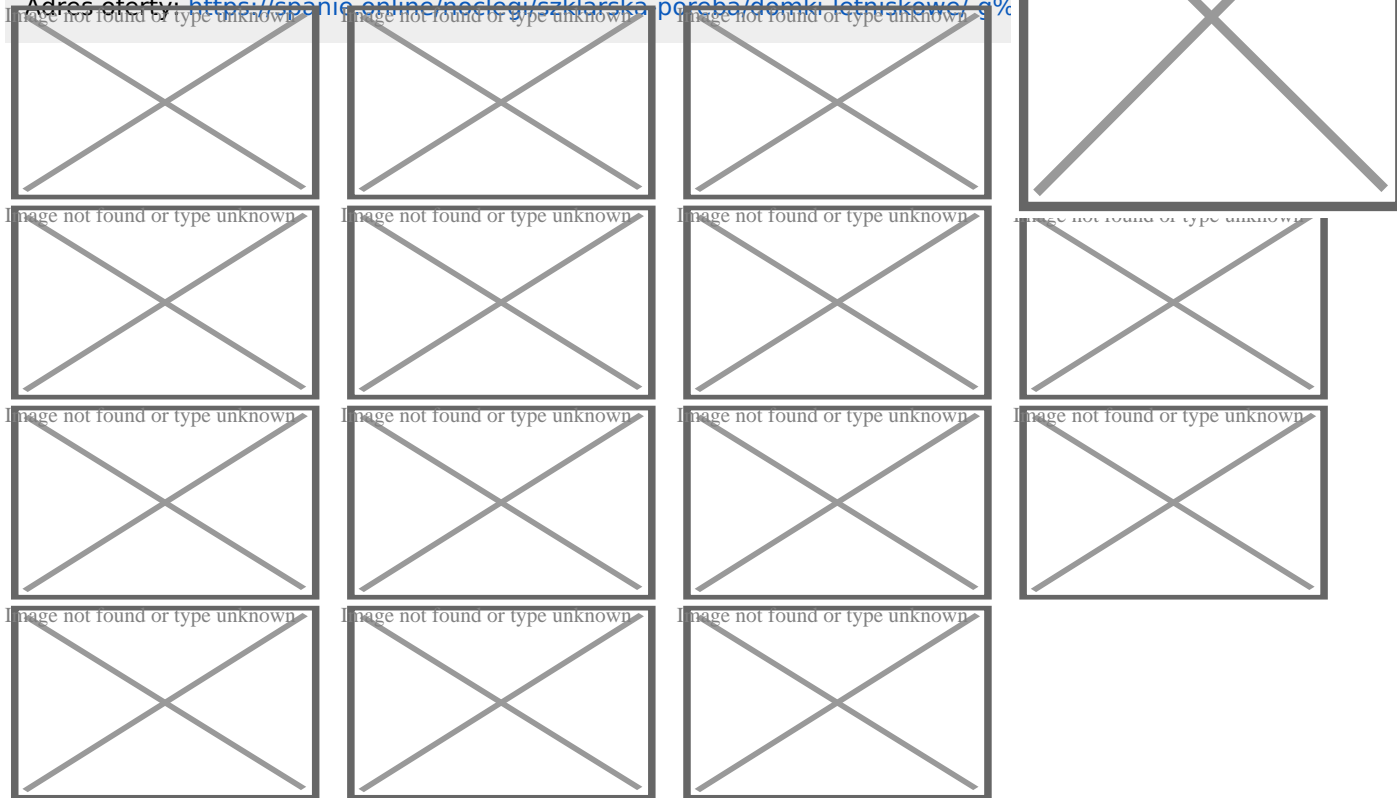 Adres oferty: https://spanie.online/noclegi/szklarska-poreba/domki-letniskowe/-g%
Image not found or type unknown Image not found or type unknown Image not found or type unknown
Image not found or type unknown Image not found or type unknown Image not found or type unknown Image not found or type unknown
Image not found or type unknown Image not found or type unknown Image not found or type unknown Image not found or type unknown
Image not found or type unknown Image not found or type unknown Image not found or type unknown